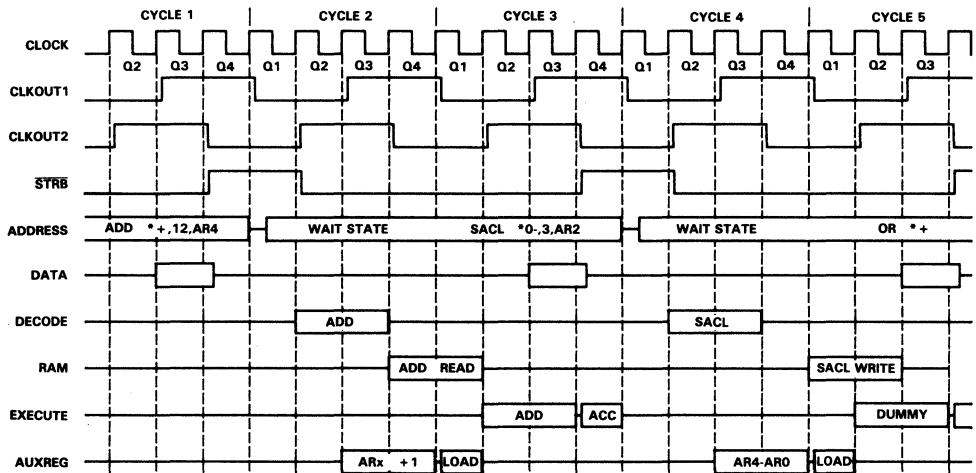 CYCLE 1 CYCLE 2 CYCLE 3 CYCLE 4 CYCLE 5
CLOCK
Q2 Q3 Q4 Q1 Q2 Q3 Q4 Q1 Q2 Q3 Q4 Q1 Q2 Q3 Q4 Q1 Q2 Q3
CLKOUT1
CLKOUT2
STRB
ADDRESS ADD *+,12,AR4 WAIT STATE SACL *0-,3,AR2 WAIT STATE OR *+
DATA
DECODE ADD SACL
RAM ADD READ SACL WRITE
EXECUTE ADD ACC DUMMY
AUXREG ARx +1 LOAD AR4-AR0 LOAD